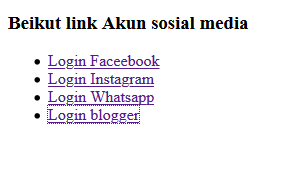 Beikut link Akun sosial media
Login Faceebook
Login Instagram
Login Whatsapp
Login blogger